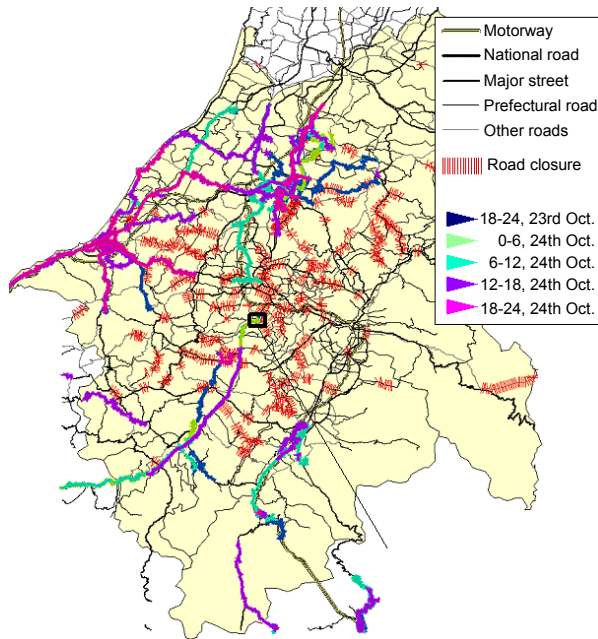 Motorway
National road
Major street
Prefectural road
Other roads
Road closure
18-24, 23rd Oct.
0-6, 24th Oct.
6-12, 24th Oct.
12-18, 24th Oct.
18-24, 24th Oct.